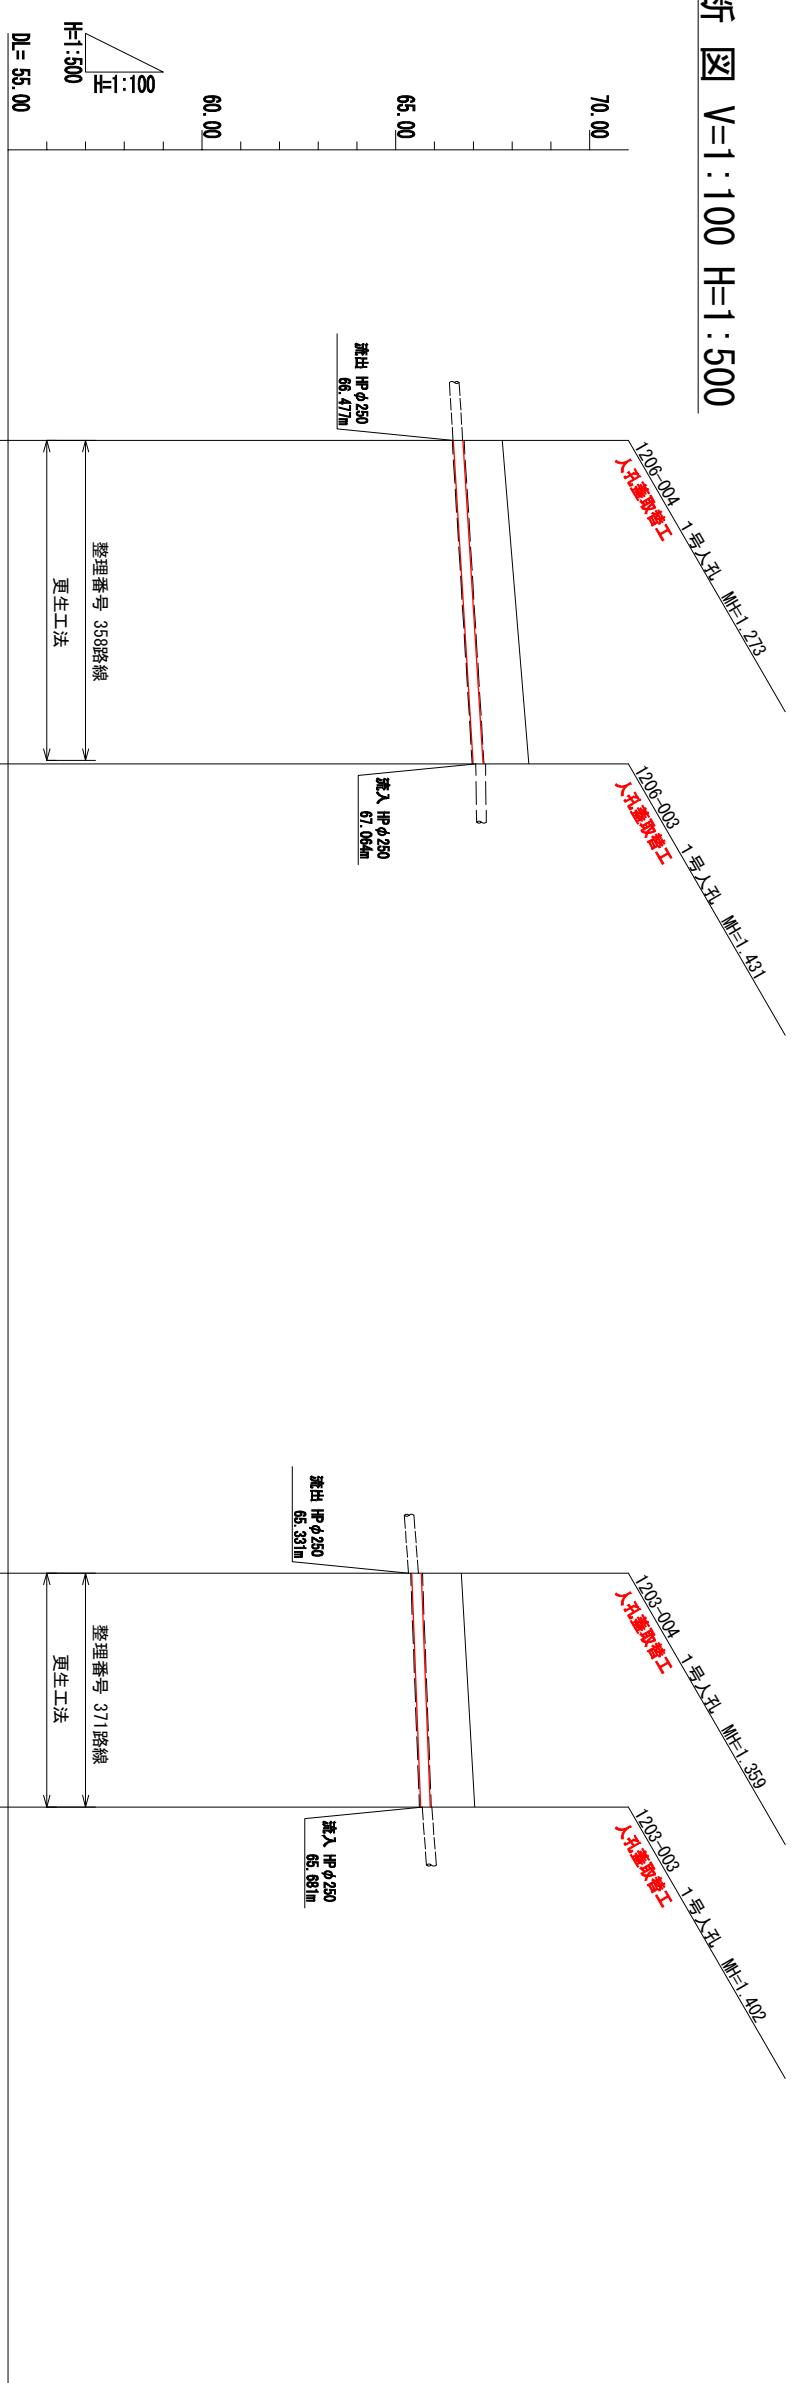 断 図 V=1:100 H=1:500
70.00
65.00
60.00
DL= 55.00
H=1:100
H=1:500
1206-004 1号人孔 MH=1.273
人孔蓋取替工
1206-003 1号人孔 MH=1.431
人孔蓋取替工
流出 HPφ250
66.477m
流入 HPφ250
67.064m
整理番号 358路線
更生工法
1203-004 1号人孔 MH=1.359
人孔蓋取替工
1203-003 1号人孔 MH=1.402
人孔蓋取替工
流出 HPφ250
65.331m
流入 HPφ250
65.681m
整理番号 371路線
更生工法